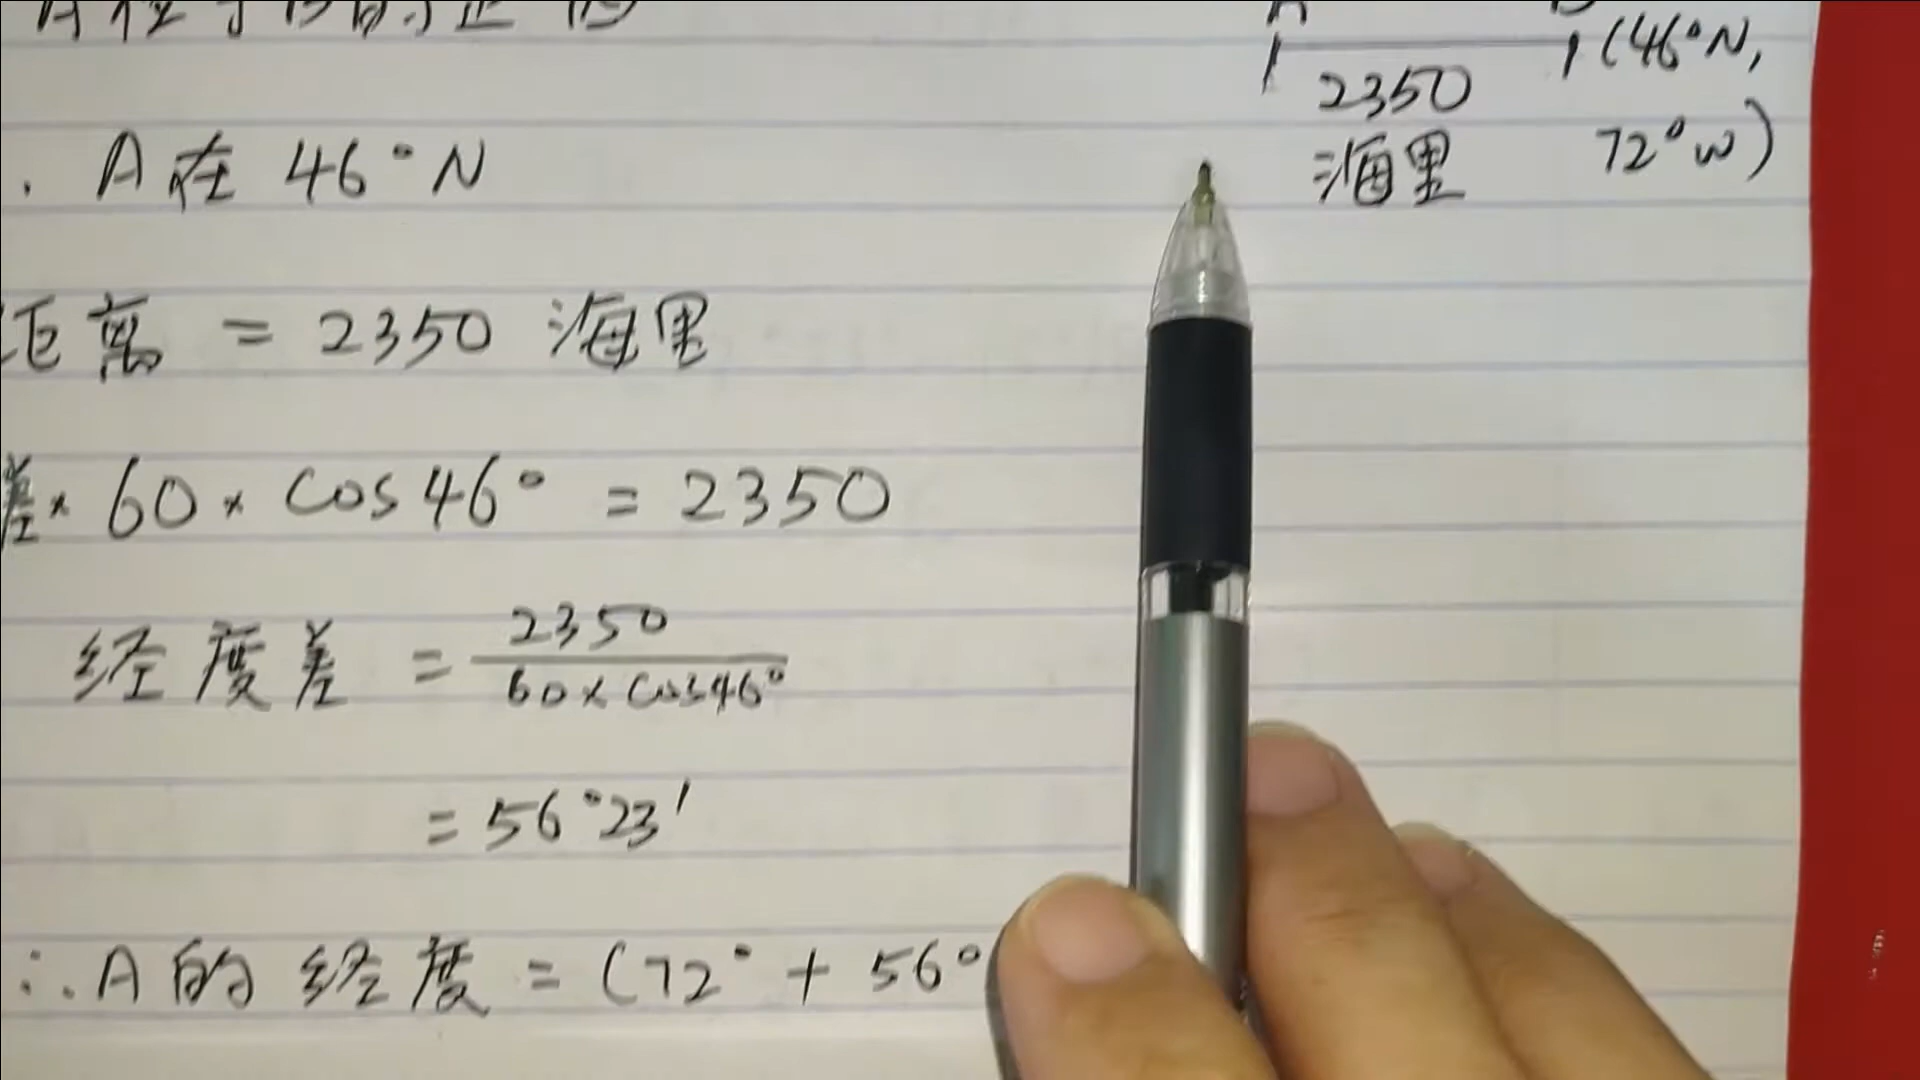 A
(46°N,
2350
海里
72°W)
. A在 46°N
距离 = 2350 海里
差 × 60 × cos46° = 2350
经度差 = 2350
60 × cos46°
= 56°23'
∴ A的经度 = (72° + 56°